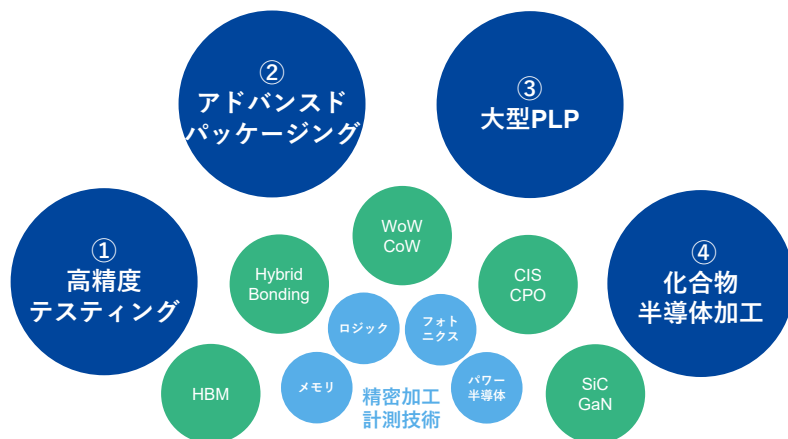 ②
アドバンスド
パッケージング
③
大型PLP
①
高精度
テスティング
④
化合物
半導体加工
WoW
CoW
Hybrid
Bonding
CIS
CPO
HBM
SiC
GaN
ロジック
フォト
ニクス
メモリ
パワー
半導体
精密加工
計測技術